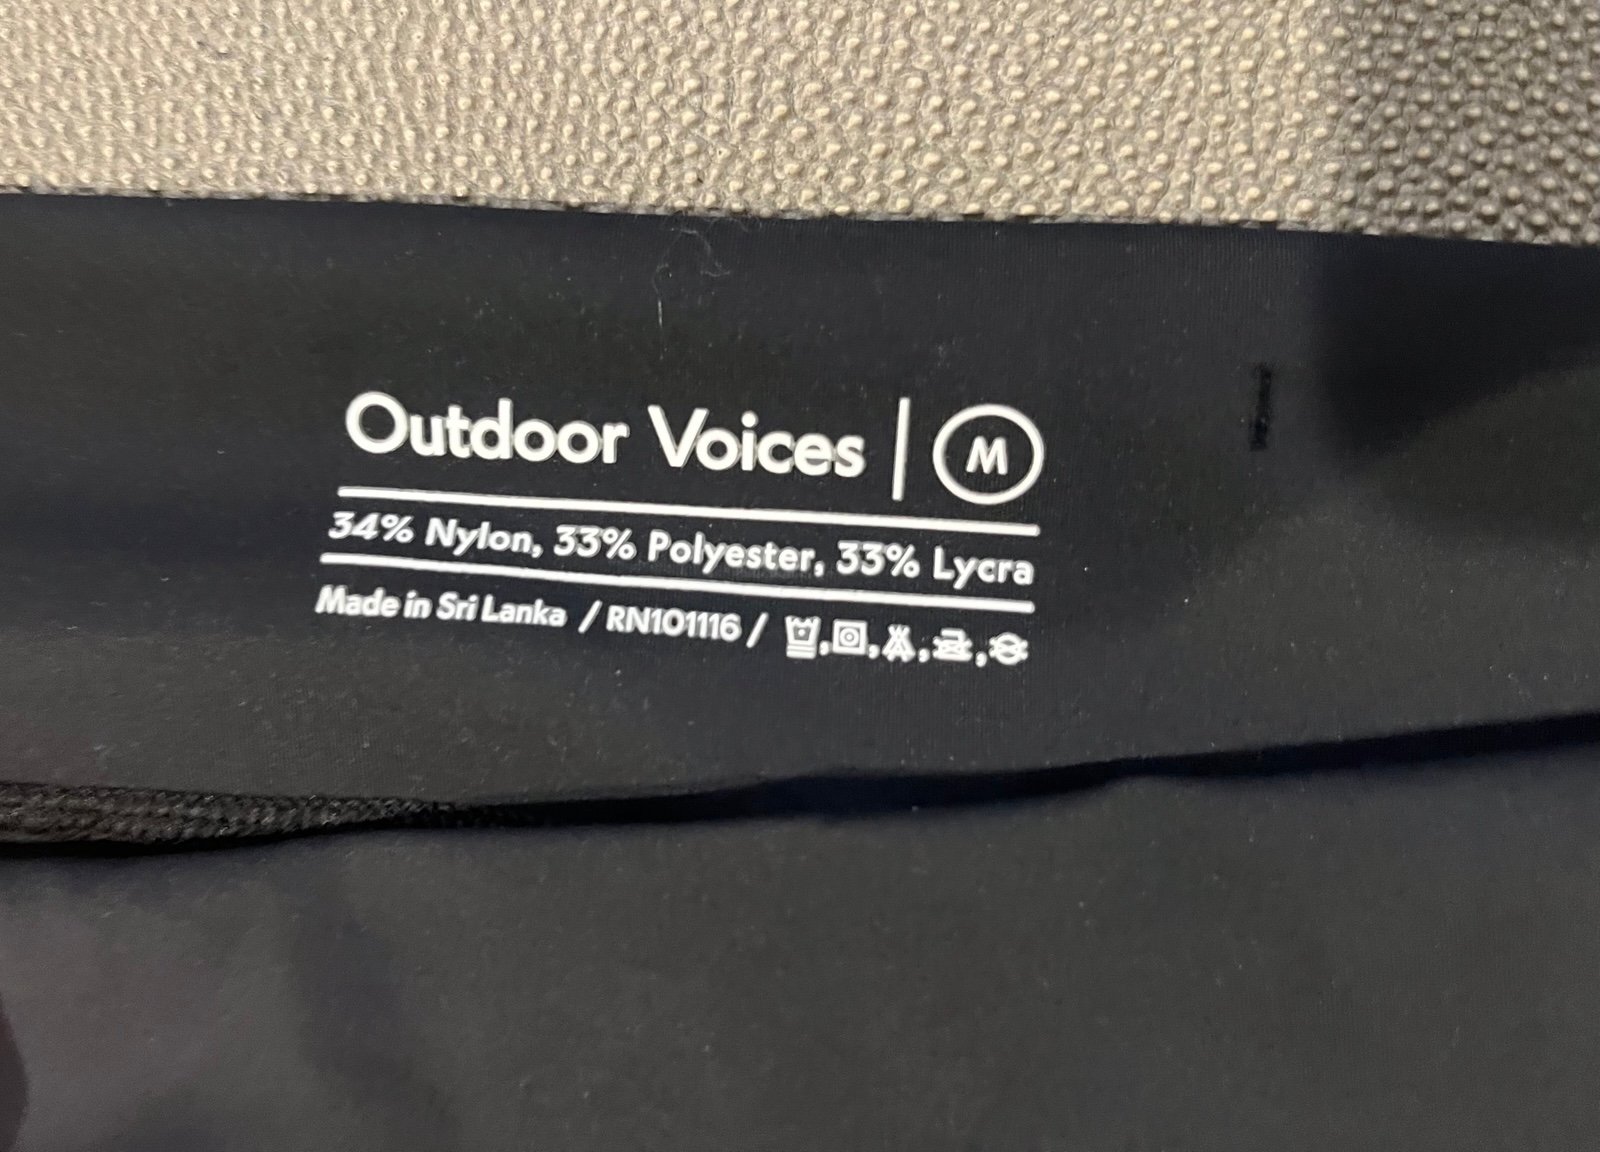 Outdoor Voices | M
34% Nylon, 33% Polyester, 33% Lycra
Made in Sri Lanka / RN101116 /